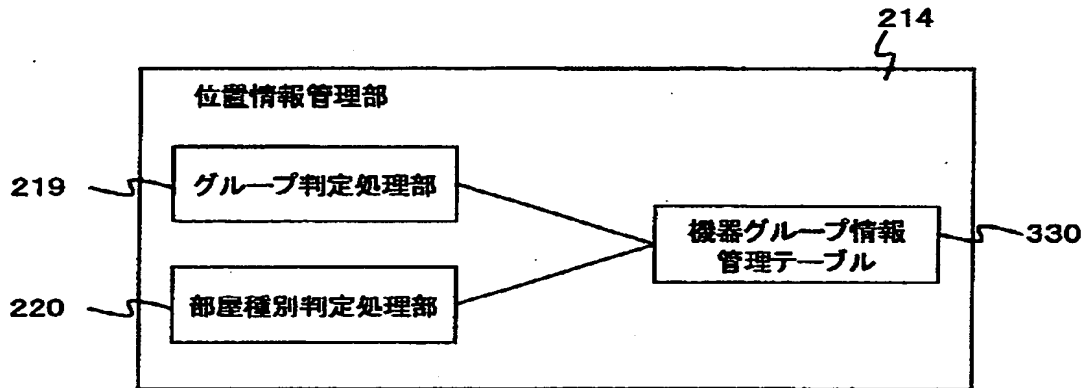 214
位置情報管理部
219
グループ判定処理部
機器グループ情報
管理テーブル
330
220
部屋種別判定処理部